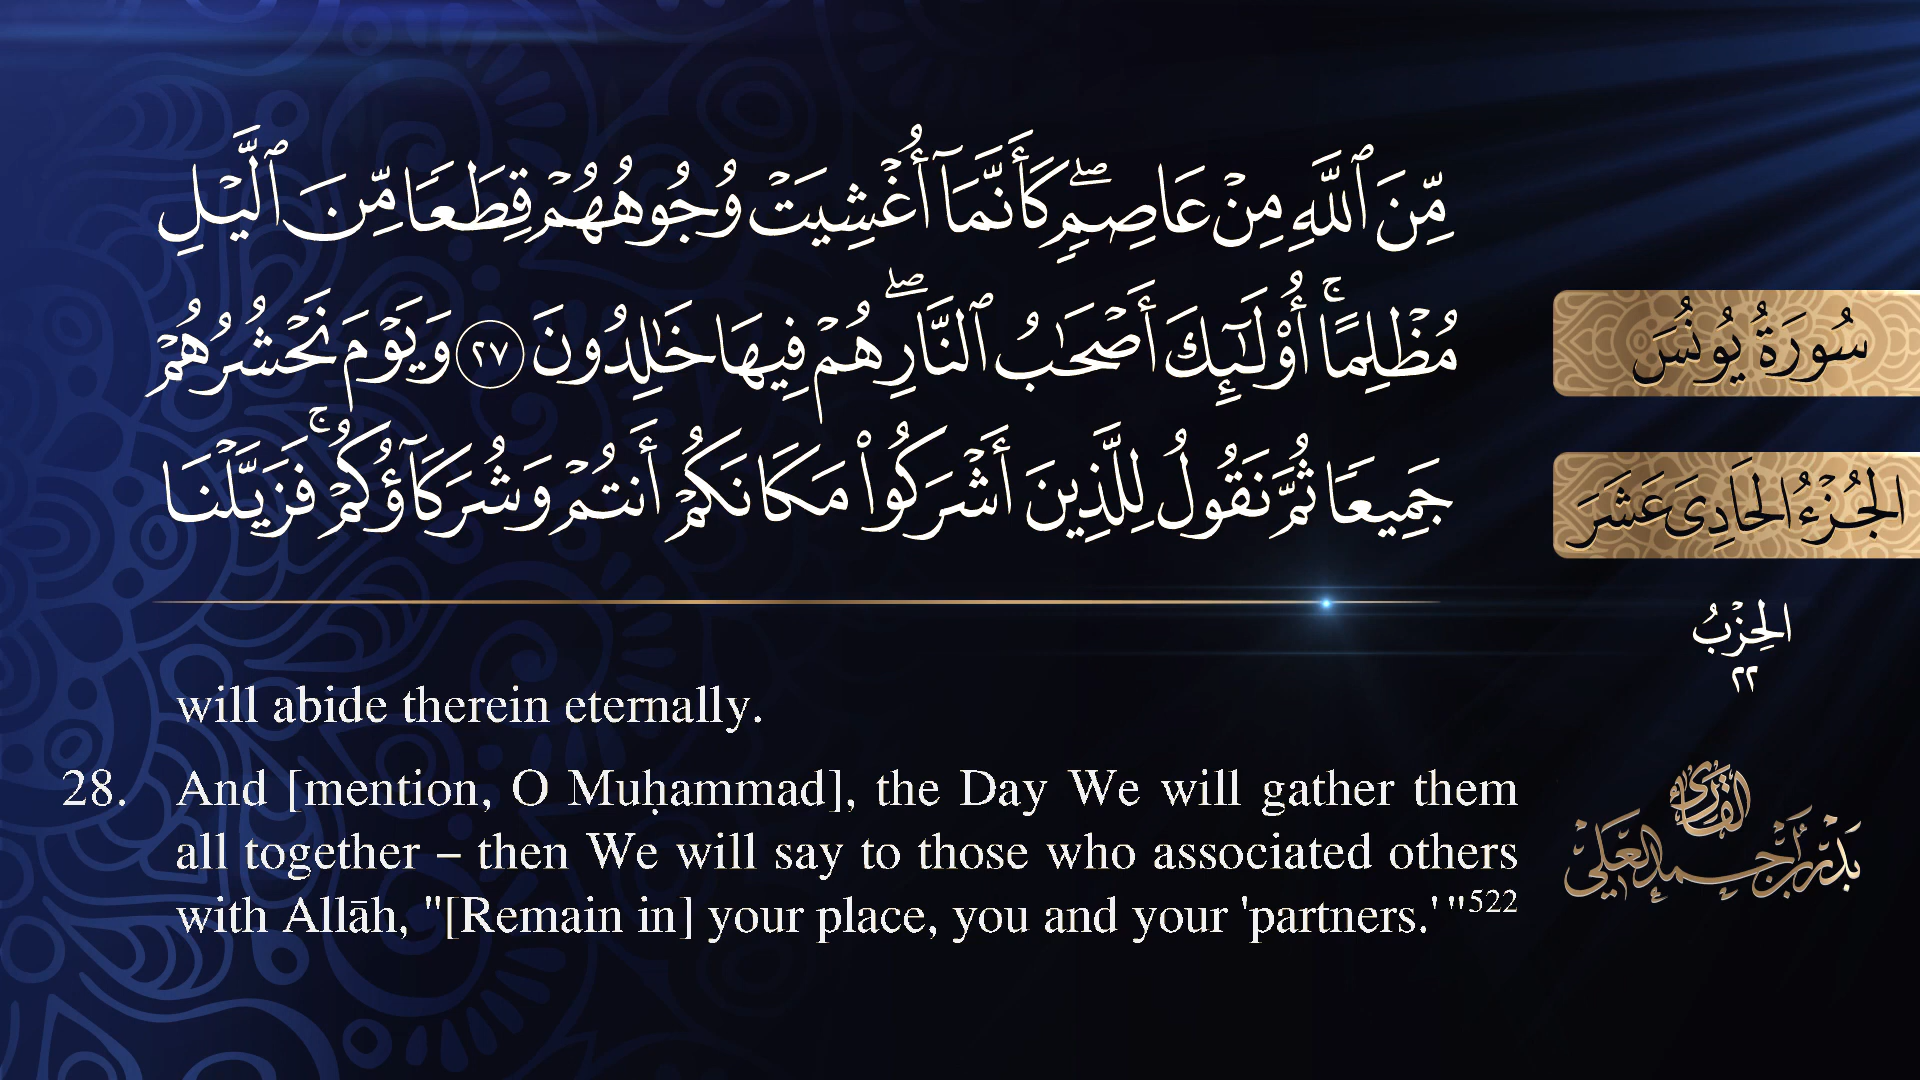 مِّنَ ٱللَّهِ مِنْ عَاصِمٍۖ كَأَنَّمَآ أُغْشِيَتْ وُجُوهُهُمْ قِطَعًا مِّنَ ٱلَّيْلِ
مُظْلِمًاۚ أُوْلَـٰٓئِكَ أَصْحَـٰبُ ٱلنَّارِۖ هُمْ فِيهَا خَـٰلِدُونَ ٢٧ وَيَوْمَ نَحْشُرُهُمْ
جَمِيعًا ثُمَّ نَقُولُ لِلَّذِينَ أَشْرَكُوا۟ مَكَانَكُمْ أَنتُمْ وَشُرَكَآؤُكُمْۚ فَزَيَّلْنَا
سُورَةُ يُونُسَ
الجُزْءُ الحَادِىَ عَشَرَ
الحِزْبُ
٢٢
will abide therein eternally.
28. And [mention, O Muḥammad], the Day We will gather them
all together – then We will say to those who associated others
with Allāh, "[Remain in] your place, you and your 'partners.'"522
القارئ